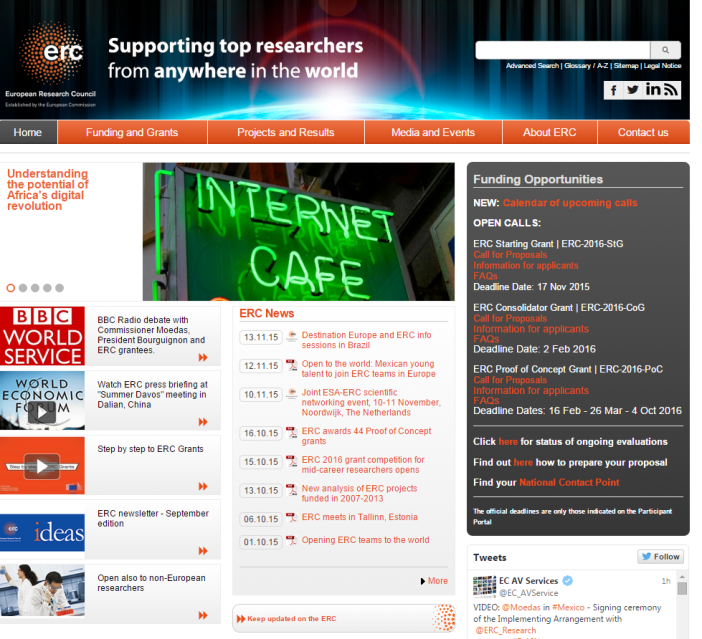 erc
European Research Council
Established by the European Commission
Supporting top researchers
from anywhere in the world
Advanced Search | Glossary / A-Z | Sitemap | Legal Notice
Home
Funding and Grants
Projects and Results
Media and Events
About ERC
Contact us
Understanding
the potential of
Africa's digital
revolution
INTERNET
CAFE
BBC
WORLD
SERVICE
BBC Radio debate with
Commissioner Moedas,
President Bourguignon and
ERC grantees.
WORLD
ECONOMIC
FORUM
Watch ERC press briefing at
"Summer Davos" meeting in
Dalian, China
Step by step to ERC Grants
ERC newsletter - September
edition
erc
ideas
Open also to non-European
researchers
ERC News
13.11.15 Destination Europe and ERC info
sessions in Brazil
12.11.15 Open to the world: Mexican young
talent to join ERC teams in Europe
10.11.15 Joint ESA-ERC scientific
networking event, 10-11 November,
Noordwijk, The Netherlands
16.10.15 ERC awards 44 Proof of Concept
grants
15.10.15 ERC 2016 grant competition for
mid-career researchers opens
13.10.15 New analysis of ERC projects
funded in 2007-2013
06.10.15 ERC meets in Tallinn, Estonia
01.10.15 Opening ERC teams to the world
More
Keep updated on the ERC
Funding Opportunities
NEW: Calendar of upcoming calls
OPEN CALLS:
ERC Starting Grant | ERC-2016-StG
Call for Proposals
Information for applicants
FAQs
Deadline Date: 17 Nov 2015
ERC Consolidator Grant | ERC-2016-CoG
Call for Proposals
Information for applicants
FAQs
Deadline Date: 2 Feb 2016
ERC Proof of Concept Grant | ERC-2016-PoC
Call for Proposals
Information for applicants
FAQs
Deadline Dates: 16 Feb - 26 Mar - 4 Oct 2016
Click here for status of ongoing evaluations
Find out here how to prepare your proposal
Find your National Contact Point
The official deadlines are only those indicated on the Participant
Portal
Tweets
Follow
EC AV Services 1h
@EC_AVService
VIDEO: @Moedas in #Mexico - Signing ceremony
of the Implementing Arrangement with
@ERC_Research